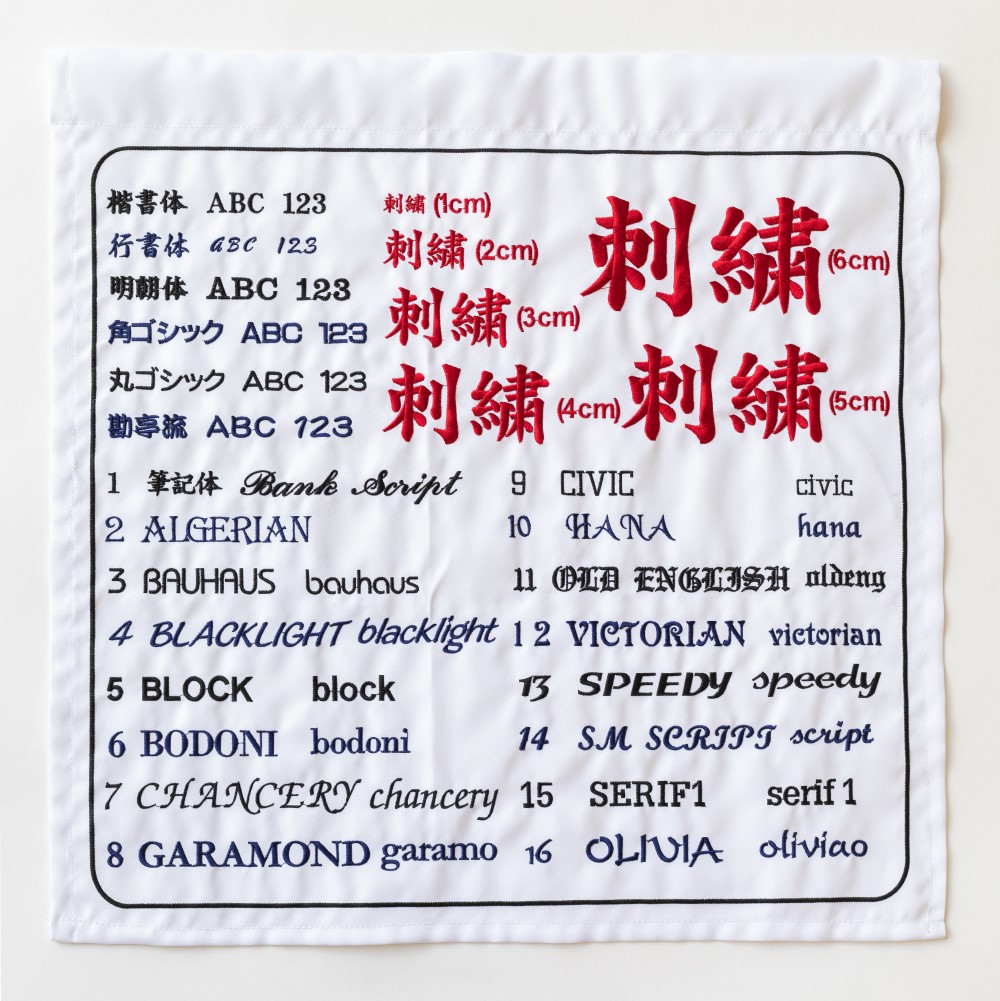 楷書体 ABC 123
行書体 ABC 123
明朝体 ABC 123
角ゴシック ABC 123
丸ゴシック ABC 123
勘亭流 ABC 123
刺繍 (1cm)
刺繍 (2cm)
刺繍 (3cm)
刺繍 (4cm)
刺繍 (6cm)
刺繍 (5cm)
1 筆記体 Bank Script
2 ALGERIAN
3 BAUHAUS bauhaus
4 BLACKLIGHT blacklight
5 BLOCK block
6 BODONI bodoni
7 CHANCERY chancery
8 GARAMOND garamo
9 CIVIC civic
10 HANA hana
11 OLD ENGLISH oldeng
12 VICTORIAN victorian
13 SPEEDY speedy
14 SM SCRIPT script
15 SERIF1 serif 1
16 OLIVIA oliviao